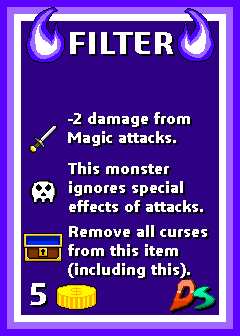 FILTER
-2 damage from
Magic attacks.
This monster
ignores special
effects of attacks.
Remove all curses
from this item
(including this).
5
DS